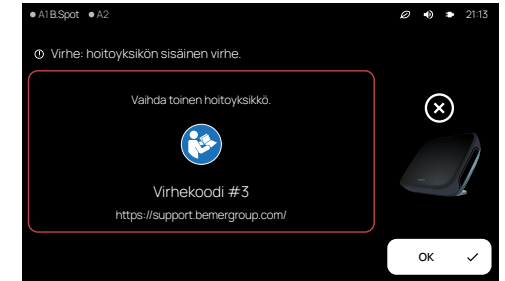 A1 B.Spot A2 21:13
Virhe: hoitoyksikön sisäinen virhe.
Vaihda toinen hoitoyksikkö.
Virhekoodi #3
https://support.bemergroup.com/
OK